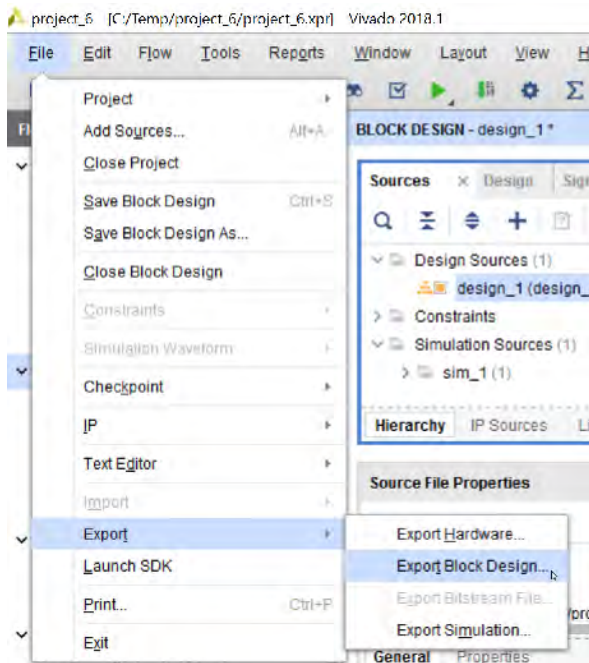 project_6 [C:/Temp/project_6/project_6.xpr] Vivado 2018.1
File Edit Flow Tools Reports Window Layout View H
Project
Add Sources... Alt+A
Close Project
Save Block Design Ctrl+S
Save Block Design As...
Close Block Design
Constraints
Simulation Waveform
Checkpoint
IP
Text Editor
Import
Export
Launch SDK
Print... Ctrl+P
Exit
Export Hardware...
Export Block Design...
Export Bitstream File...
Export Simulation...
BLOCK DESIGN - design_1 *
Sources Design Sig
Design Sources (1)
design_1 (design_
Constraints
Simulation Sources (1)
sim_1 (1)
Hierarchy IP Sources Li
Source File Properties
/pro
General Properties